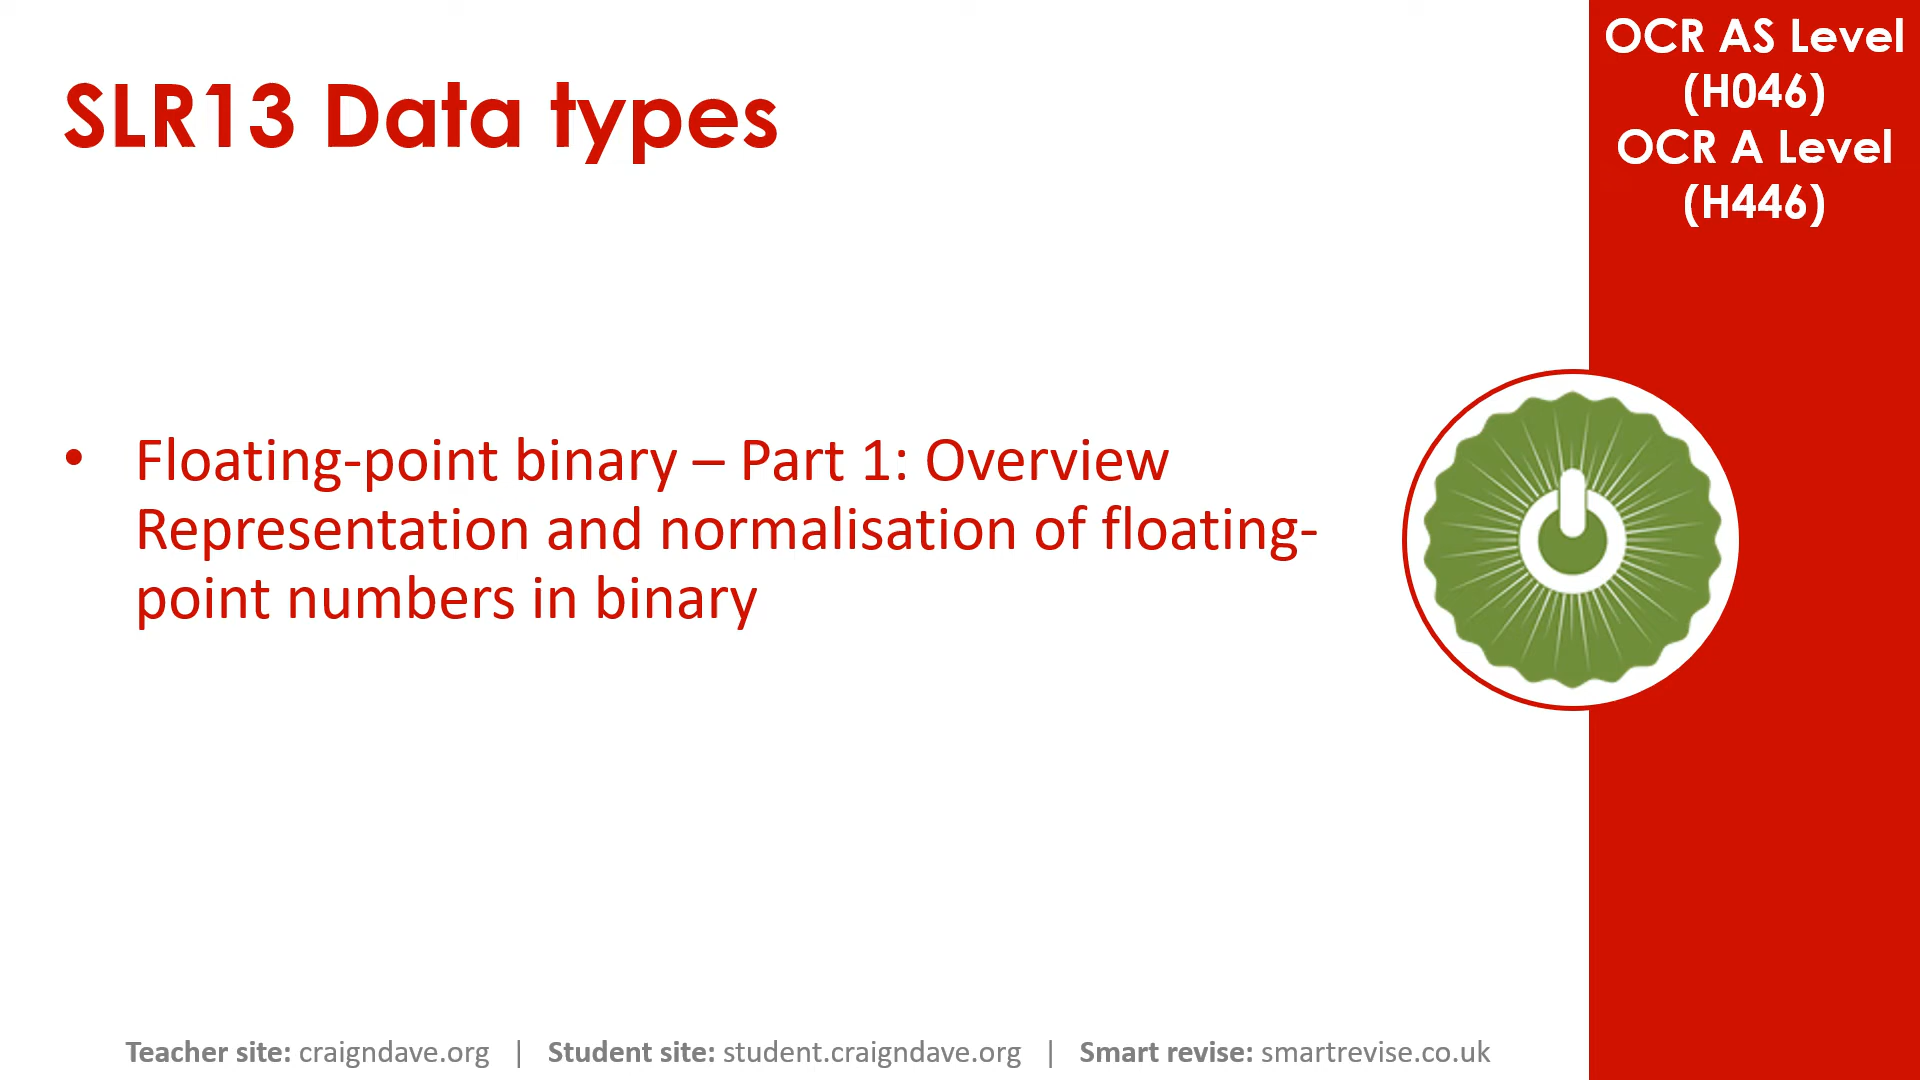 SLR13 Data types
OCR AS Level
(H046)
OCR A Level
(H446)
• Floating-point binary – Part 1: Overview
Representation and normalisation of floating-
point numbers in binary
Teacher site: craigndave.org | Student site: student.craigndave.org | Smart revise: smartrevise.co.uk